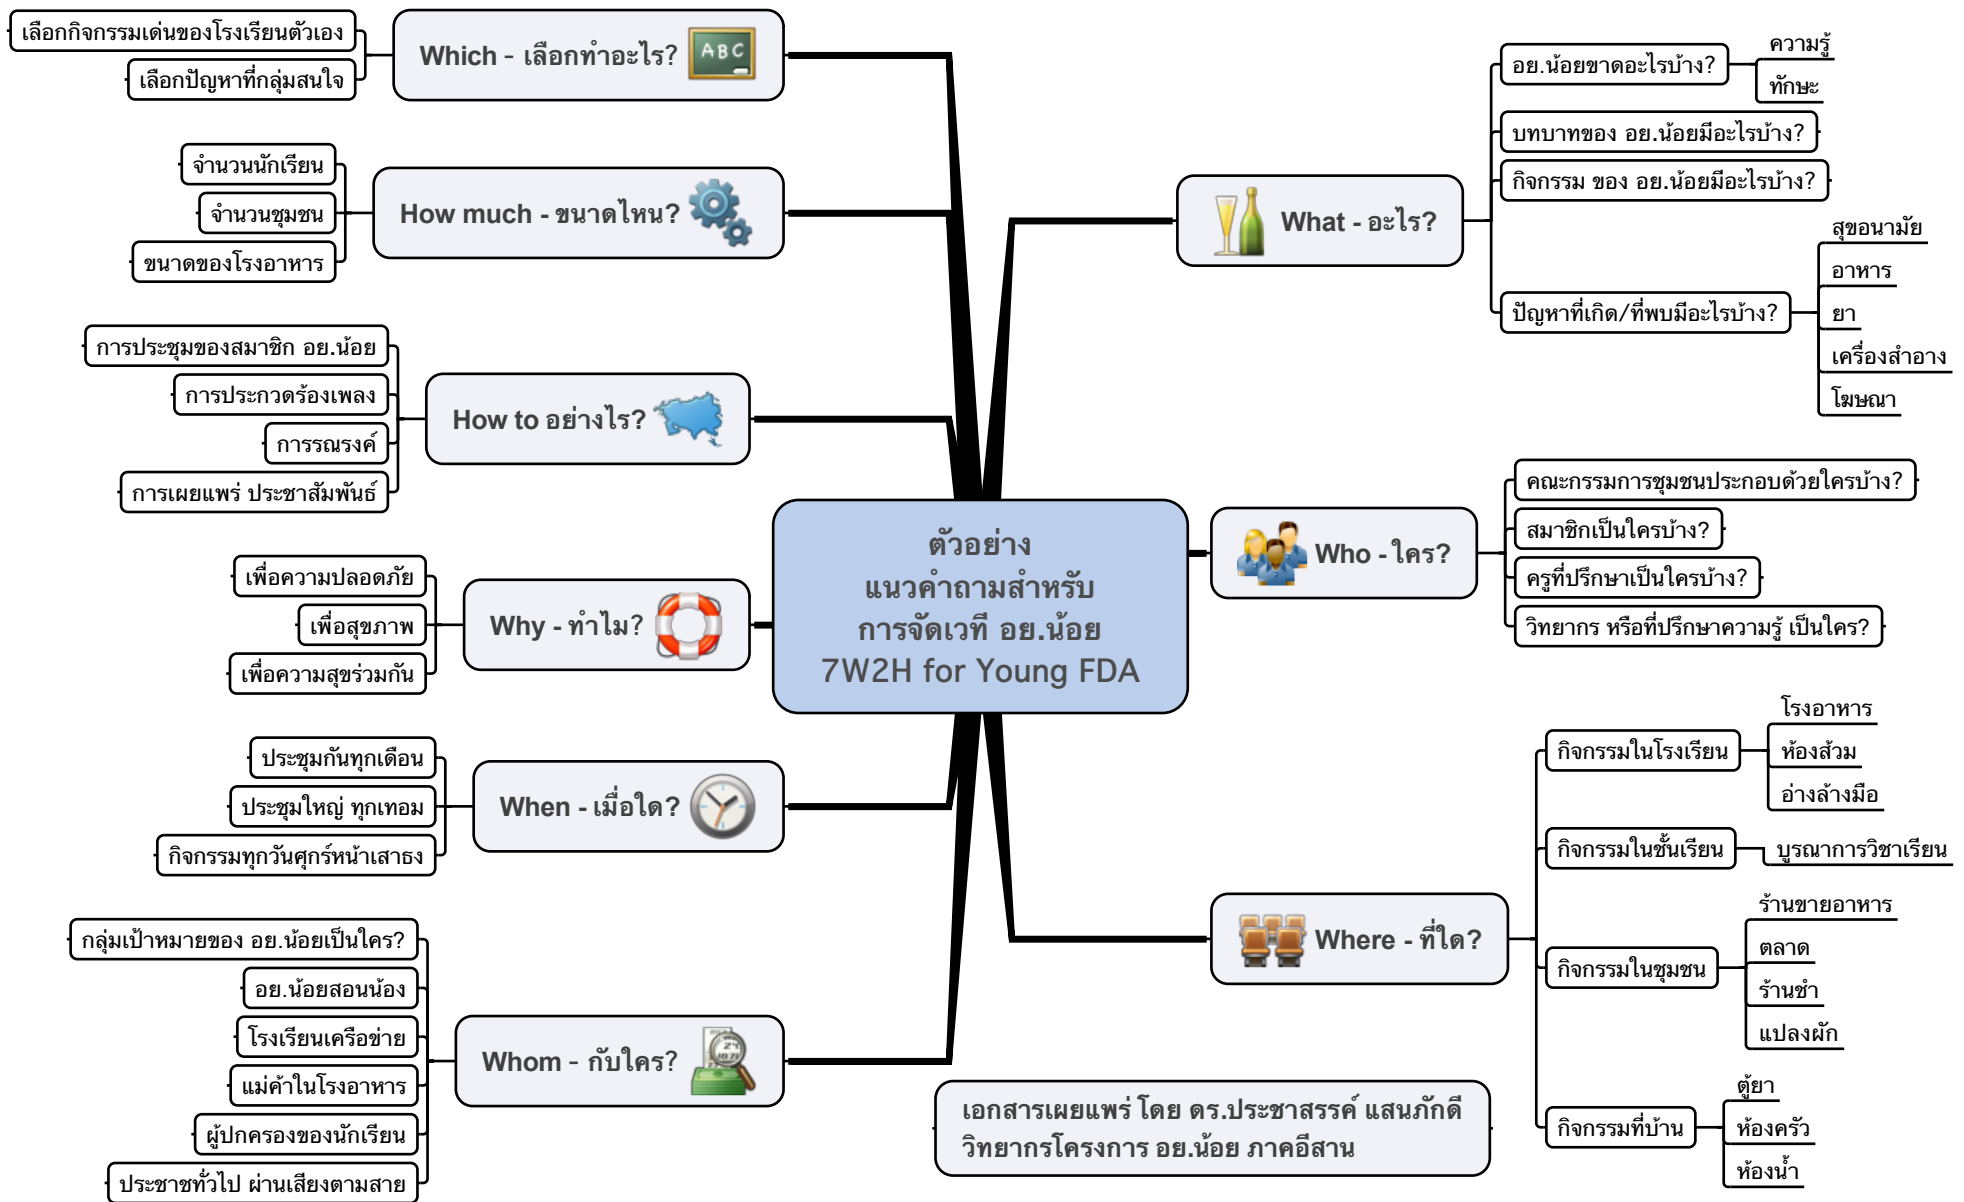 ตัวอย่าง
แนวคำถามสำหรับ
การจัดเวที อย.น้อย
7W2H for Young FDA
What - อะไร?
อย.น้อยขาดอะไรบ้าง?
ความรู้
ทักษะ
บทบาทของ อย.น้อยมีอะไรบ้าง?
กิจกรรม ของ อย.น้อยมีอะไรบ้าง?
ปัญหาที่เกิด/ที่พบมีอะไรบ้าง?
สุขอนามัย
อาหาร
ยา
เครื่องสำอาง
โฆษณา
Who - ใคร?
คณะกรรมการชุมชนประกอบด้วยใครบ้าง?
สมาชิกเป็นใครบ้าง?
ครูที่ปรึกษาเป็นใครบ้าง?
วิทยากร หรือที่ปรึกษาความรู้ เป็นใคร?
Where - ที่ใด?
กิจกรรมในโรงเรียน
โรงอาหาร
ห้องส้วม
อ่างล้างมือ
กิจกรรมในชั้นเรียน
บูรณาการวิชาเรียน
กิจกรรมในชุมชน
ร้านขายอาหาร
ตลาด
ร้านชำ
แปลงผัก
กิจกรรมที่บ้าน
ตู้ยา
ห้องครัว
ห้องน้ำ
Which - เลือกทำอะไร?
ABC
เลือกกิจกรรมเด่นของโรงเรียนตัวเอง
เลือกปัญหาที่กลุ่มสนใจ
How much - ขนาดไหน?
จำนวนนักเรียน
จำนวนชุมชน
ขนาดของโรงอาหาร
How to อย่างไร?
การประชุมของสมาชิก อย.น้อย
การประกวดร้องเพลง
การรณรงค์
การเผยแพร่ ประชาสัมพันธ์
Why - ทำไม?
เพื่อความปลอดภัย
เพื่อสุขภาพ
เพื่อความสุขร่วมกัน
When - เมื่อใด?
ประชุมกันทุกเดือน
ประชุมใหญ่ ทุกเทอม
กิจกรรมทุกวันศุกร์หน้าเสาธง
Whom - กับใคร?
กลุ่มเป้าหมายของ อย.น้อยเป็นใคร?
อย.น้อยสอนน้อง
โรงเรียนเครือข่าย
แม่ค้าในโรงอาหาร
ผู้ปกครองของนักเรียน
ประชาชทั่วไป ผ่านเสียงตามสาย
เอกสารเผยแพร่ โดย ดร.ประชาสรรค์ แสนภักดี
วิทยากรโครงการ อย.น้อย ภาคอีสาน